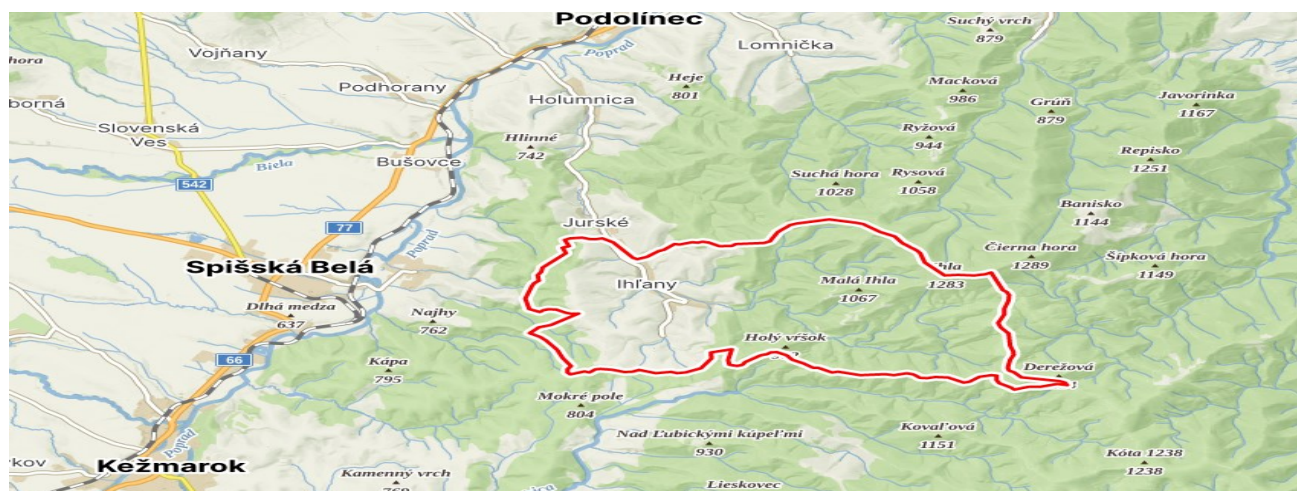 Podolínec
Suchý vrch
879
Vojňany
Lomnička
hora
Podhorany
Heje
801
Macková
986
Javorinka
1167
borná
Holumnica
Grúň
879
Slovenská
Ves
Hlinné
742
Ryžová
944
Biela
Bušovce
Repisko
1251
542
Suchá hora
1028
Rysová
1058
Banisko
1144
77
Jurské
Poprad
Čierna hora
1289
Spišská Belá
Ihľany
Ihla
1283
Šípková hora
1149
Malá Ihla
1067
Dlhá medza
637
Najhy
762
Holý vŕšok
66
Kápa
795
Derežová
Mokré pole
804
Poprad
Kovaľová
1151
Nad Ľubickými kúpeľmi
930
Kežmarok
Kóta 1238
1238
Kamenný vrch
Lieskovec